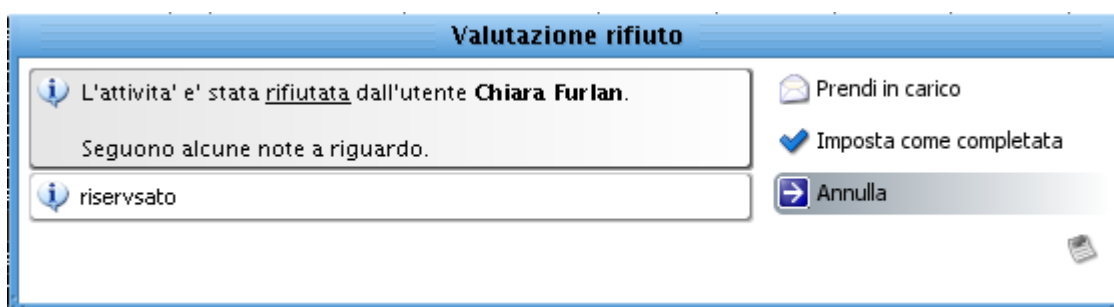 Valutazione rifiuto
L'attivita' e' stata rifiutata dall'utente Chiara Furlan.
Seguono alcune note a riguardo.
riservsato
Prendi in carico
Imposta come completata
Annulla